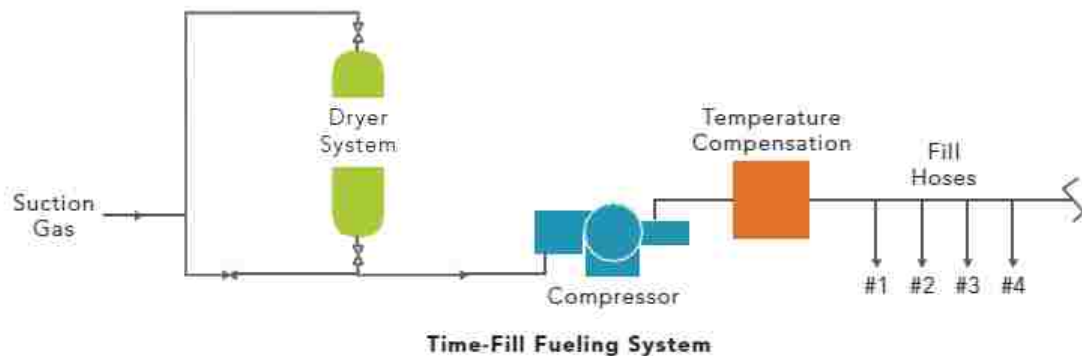 Dryer
System
Suction
Gas
Temperature
Compensation
Fill
Hoses
Compressor
#1 #2 #3 #4
Time-Fill Fueling System